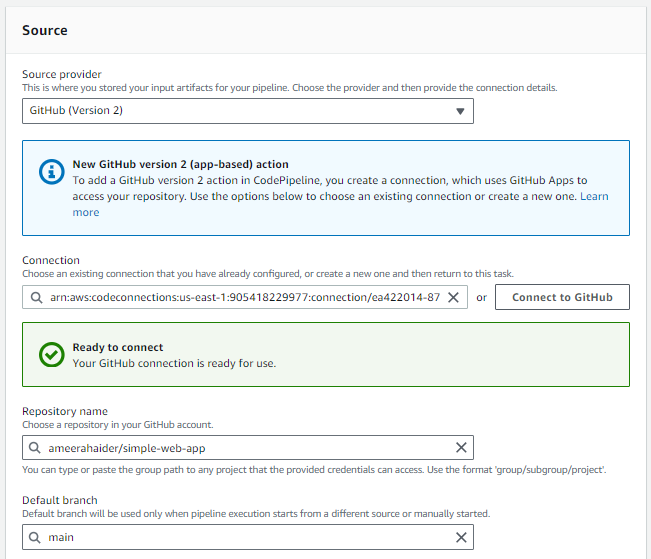 Source
Source provider
This is where you stored your input artifacts for your pipeline. Choose the provider and then provide the connection details.
GitHub (Version 2)
New GitHub version 2 (app-based) action
To add a GitHub version 2 action in CodePipeline, you create a connection, which uses GitHub Apps to
access your repository. Use the options below to choose an existing connection or create a new one. Learn
more
Connection
Choose an existing connection that you have already configured, or create a new one and then return to this task.
arn:aws:codeconnections:us-east-1:905418229977:connection/ea422014-87 or Connect to GitHub
Ready to connect
Your GitHub connection is ready for use.
Repository name
Choose a repository in your GitHub account.
ameerahaider/simple-web-app
You can type or paste the group path to any project that the provided credentials can access. Use the format 'group/subgroup/project'.
Default branch
Default branch will be used only when pipeline execution starts from a different source or manually started.
main